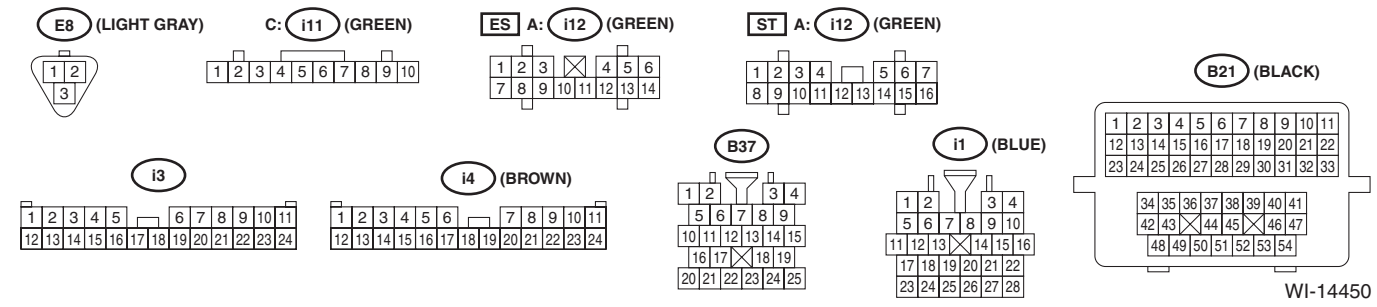 E8 (LIGHT GRAY)
1 2
3
C: i11 (GREEN)
1 2 3 4 5 6 7 8 9 10
ES A: i12 (GREEN)
1 2 3 4 5 6
7 8 9 10 11 12 13 14
ST A: i12 (GREEN)
1 2 3 4 5 6 7
8 9 10 11 12 13 14 15 16
B21 (BLACK)
1 2 3 4 5 6 7 8 9 10 11
12 13 14 15 16 17 18 19 20 21 22
23 24 25 26 27 28 29 30 31 32 33
34 35 36 37 38 39 40 41
42 43 44 45 46 47
48 49 50 51 52 53 54
i3
1 2 3 4 5 6 7 8 9 10 11
12 13 14 15 16 17 18 19 20 21 22 23 24
i4 (BROWN)
1 2 3 4 5 6 7 8 9 10 11
12 13 14 15 16 17 18 19 20 21 22 23 24
B37
1 2 3 4
5 6 7 8 9
10 11 12 13 14 15
16 17 18 19
20 21 22 23 24 25
i1 (BLUE)
1 2 3 4
5 6 7 8 9 10
11 12 13 14 15 16
17 18 19 20 21 22
23 24 25 26 27 28
WI-14450